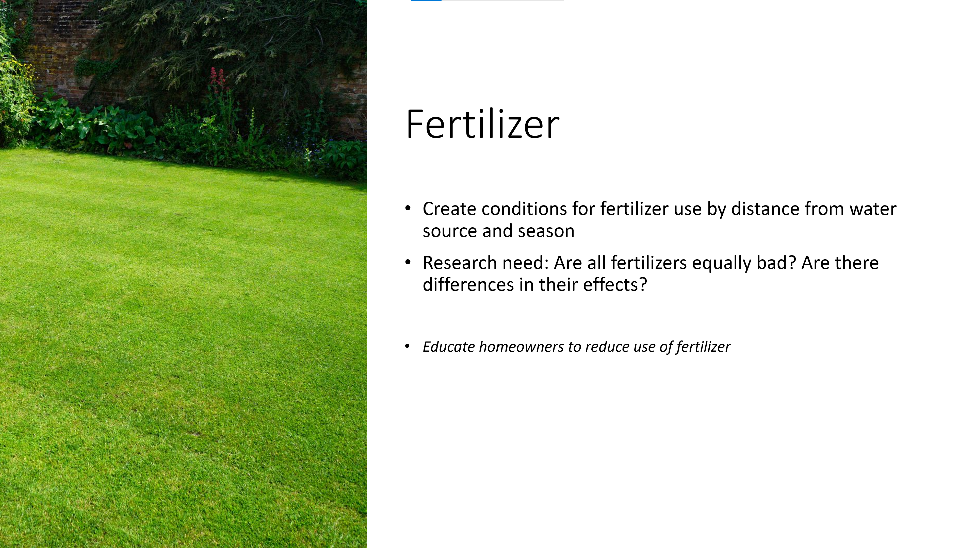 Fertilizer
• Create conditions for fertilizer use by distance from water
source and season
• Research need: Are all fertilizers equally bad? Are there
differences in their effects?
• Educate homeowners to reduce use of fertilizer